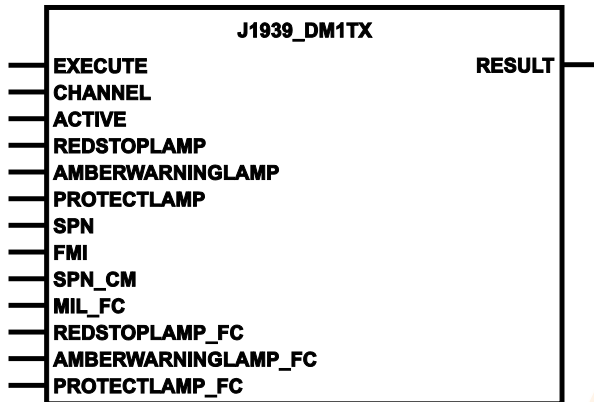 J1939_DM1TX
EXECUTE RESULT
CHANNEL
ACTIVE
REDSTOPLAMP
AMBERWARNINGLAMP
PROTECTLAMP
SPN
FMI
SPN_CM
MIL_FC
REDSTOPLAMP_FC
AMBERWARNINGLAMP_FC
PROTECTLAMP_FC